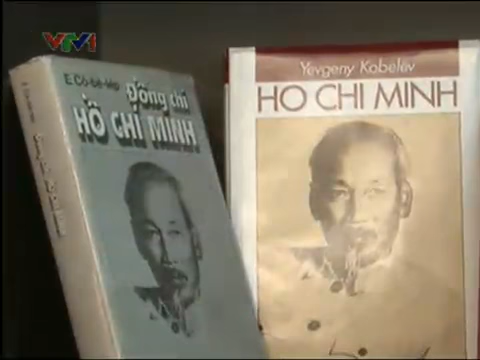 VTV1
E Cô-bê-lép
Đồng chí
HỒ CHÍ MINH
Yevgeny Kobelev
HO CHI MINH